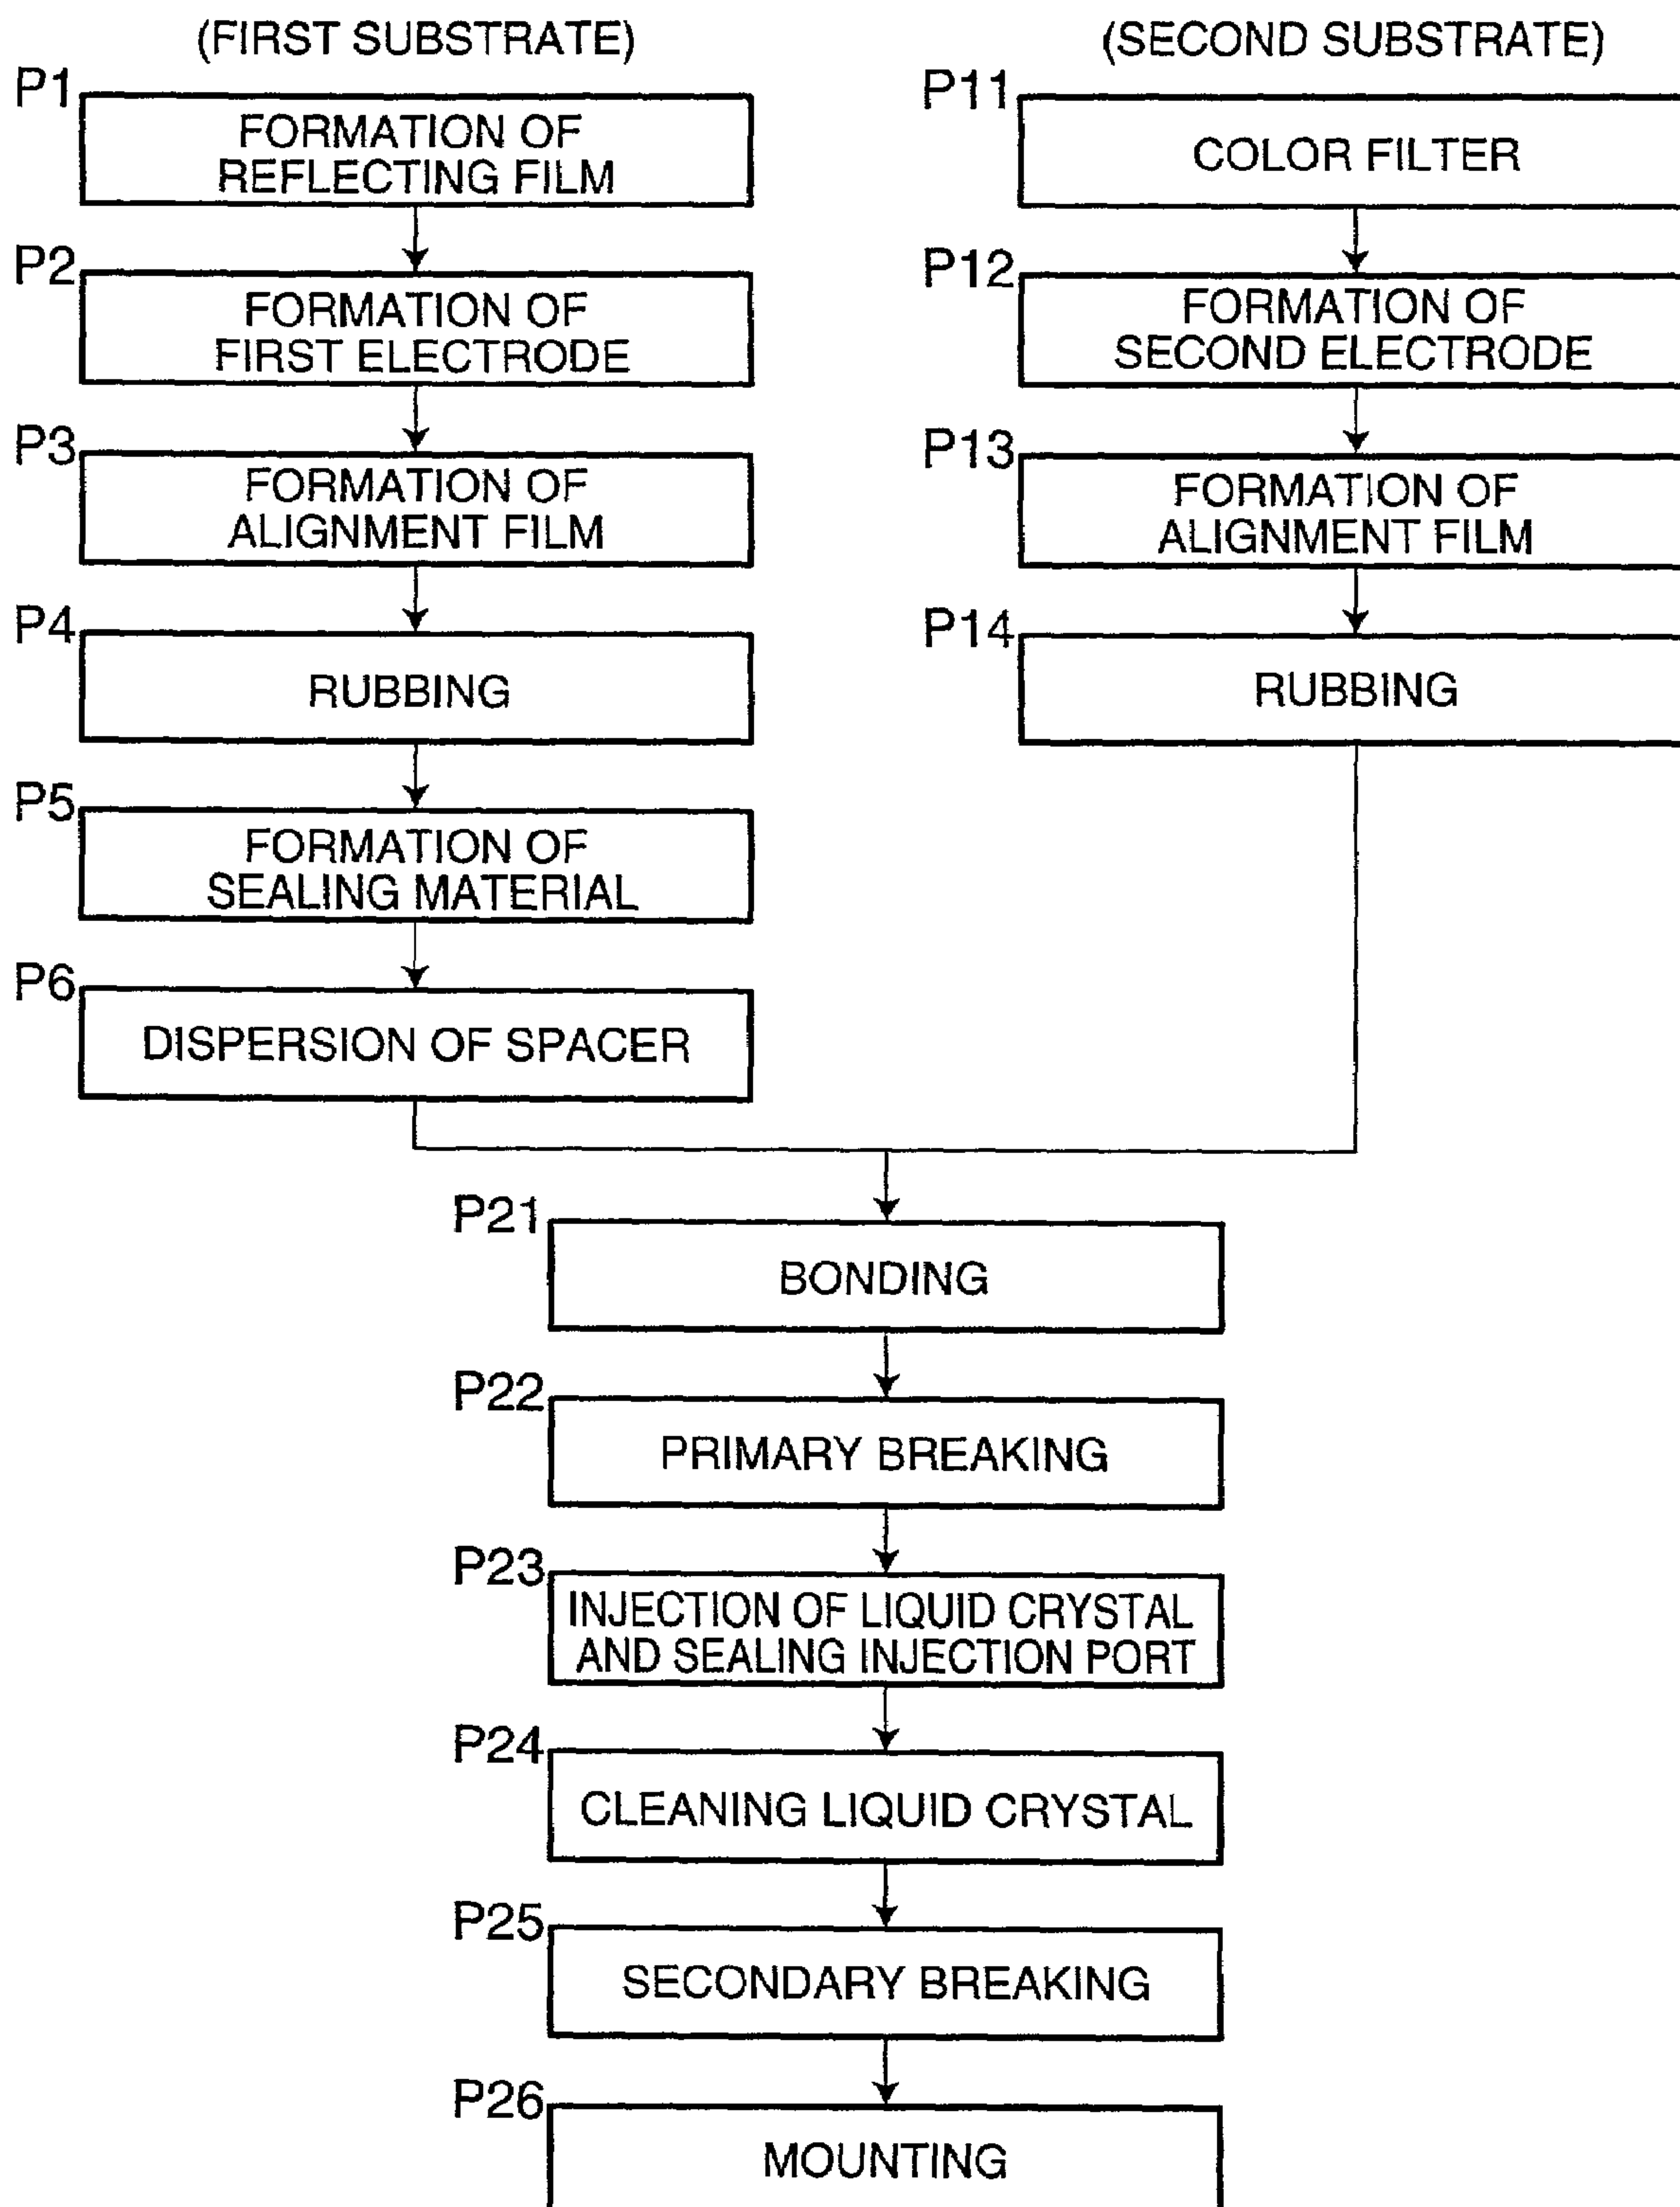 (FIRST SUBSTRATE)
P1
FORMATION OF
REFLECTING FILM
P2
FORMATION OF
FIRST ELECTRODE
P3
FORMATION OF
ALIGNMENT FILM
P4
RUBBING
P5
FORMATION OF
SEALING MATERIAL
P6
DISPERSION OF SPACER
(SECOND SUBSTRATE)
P11
COLOR FILTER
P12
FORMATION OF
SECOND ELECTRODE
P13
FORMATION OF
ALIGNMENT FILM
P14
RUBBING
P21
BONDING
P22
PRIMARY BREAKING
P23
INJECTION OF LIQUID CRYSTAL
AND SEALING INJECTION PORT
P24
CLEANING LIQUID CRYSTAL
P25
SECONDARY BREAKING
P26
MOUNTING